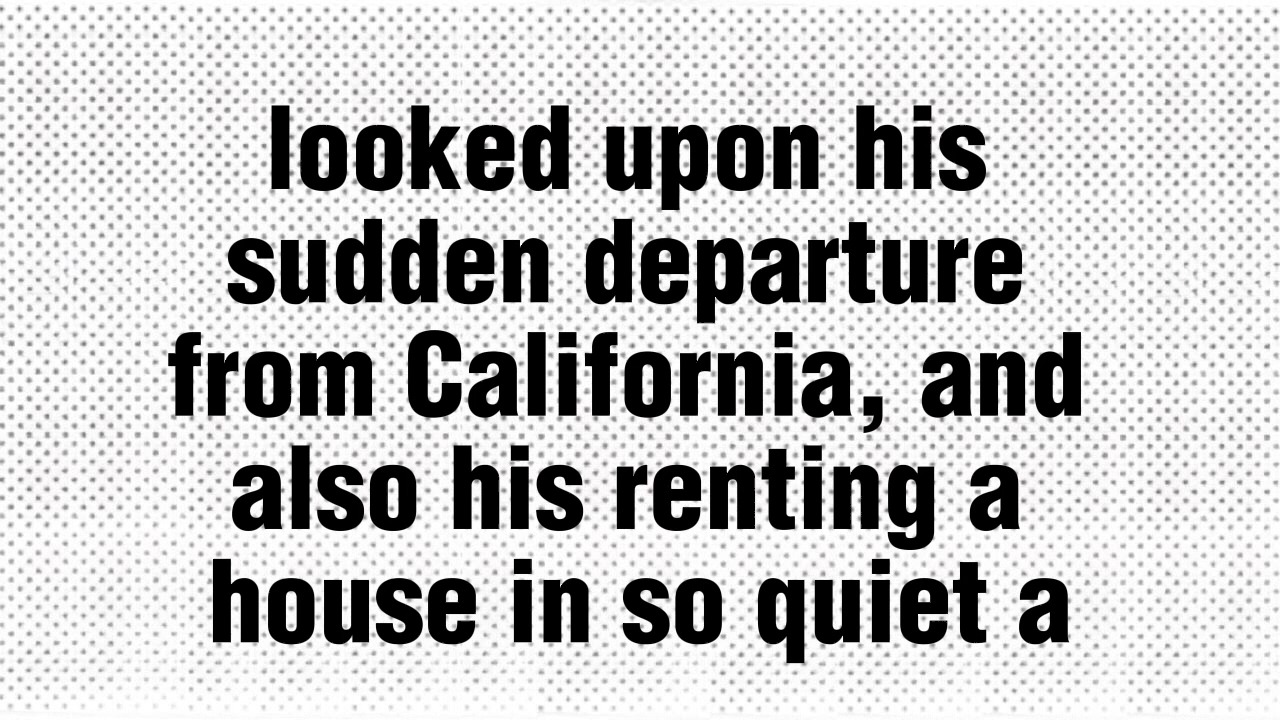 looked upon his
sudden departure
from California, and
also his renting a
house in so quiet a